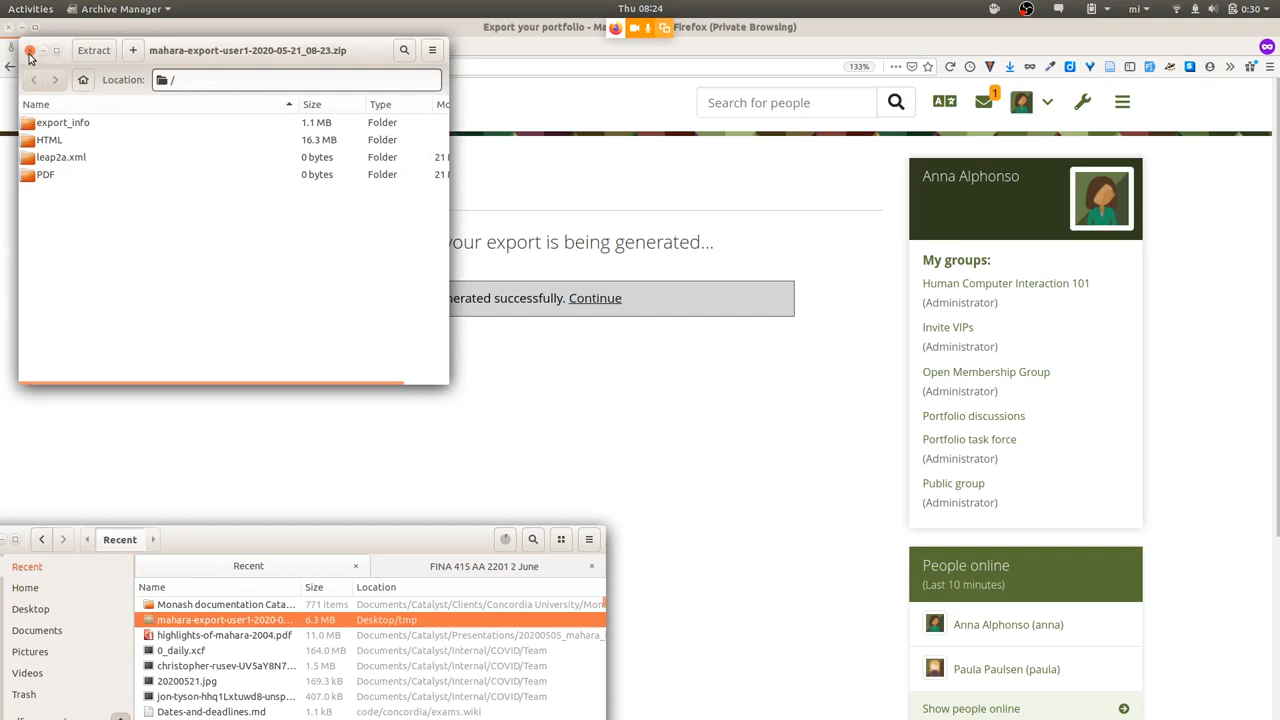 Activities Archive Manager Thu 08:24 mi 0:30
Export your portfolio - Ma Firefox (Private Browsing)
Extract + mahara-export-user1-2020-05-21_08-23.zip
133%
Location: /
Search for people 1
Name Size Type Mo
export_info 1.1 MB Folder
HTML 16.3 MB Folder
leap2a.xml 0 bytes Folder 21 M
PDF 0 bytes Folder 21 M
Anna Alphonso
your export is being generated...
nerated successfully. Continue
My groups:
Human Computer Interaction 101
(Administrator)
Invite VIPs
(Administrator)
Open Membership Group
(Administrator)
Portfolio discussions
Portfolio task force
(Administrator)
Public group
(Administrator)
People online
(Last 10 minutes)
Anna Alphonso (anna)
Paula Paulsen (paula)
Show people online
Recent
Recent
Home
Desktop
Documents
Pictures
Videos
Trash
Recent × FINA 415 AA 2201 2 June ×
Name Size Location
Monash documentation Cata... 771 items Documents/Catalyst/Clients/Concordia University/Mon
mahara-export-user1-2020-0... 6.3 MB Desktop/tmp
highlights-of-mahara-2004.pdf 11.0 MB Documents/Catalyst/Presentations/20200505_mahara_
0_daily.xcf 164.0 MB Documents/Catalyst/Internal/COVID/Team
christopher-rusev-UV5aY8N7... 1.5 MB Documents/Catalyst/Internal/COVID/Team
20200521.jpg 169.3 kB Documents/Catalyst/Internal/COVID/Team
jon-tyson-hhq1Lxtuwd8-unsp... 407.0 kB Documents/Catalyst/Internal/COVID/Team
Dates-and-deadlines.md 1.1 kB code/concordia/exams.wiki